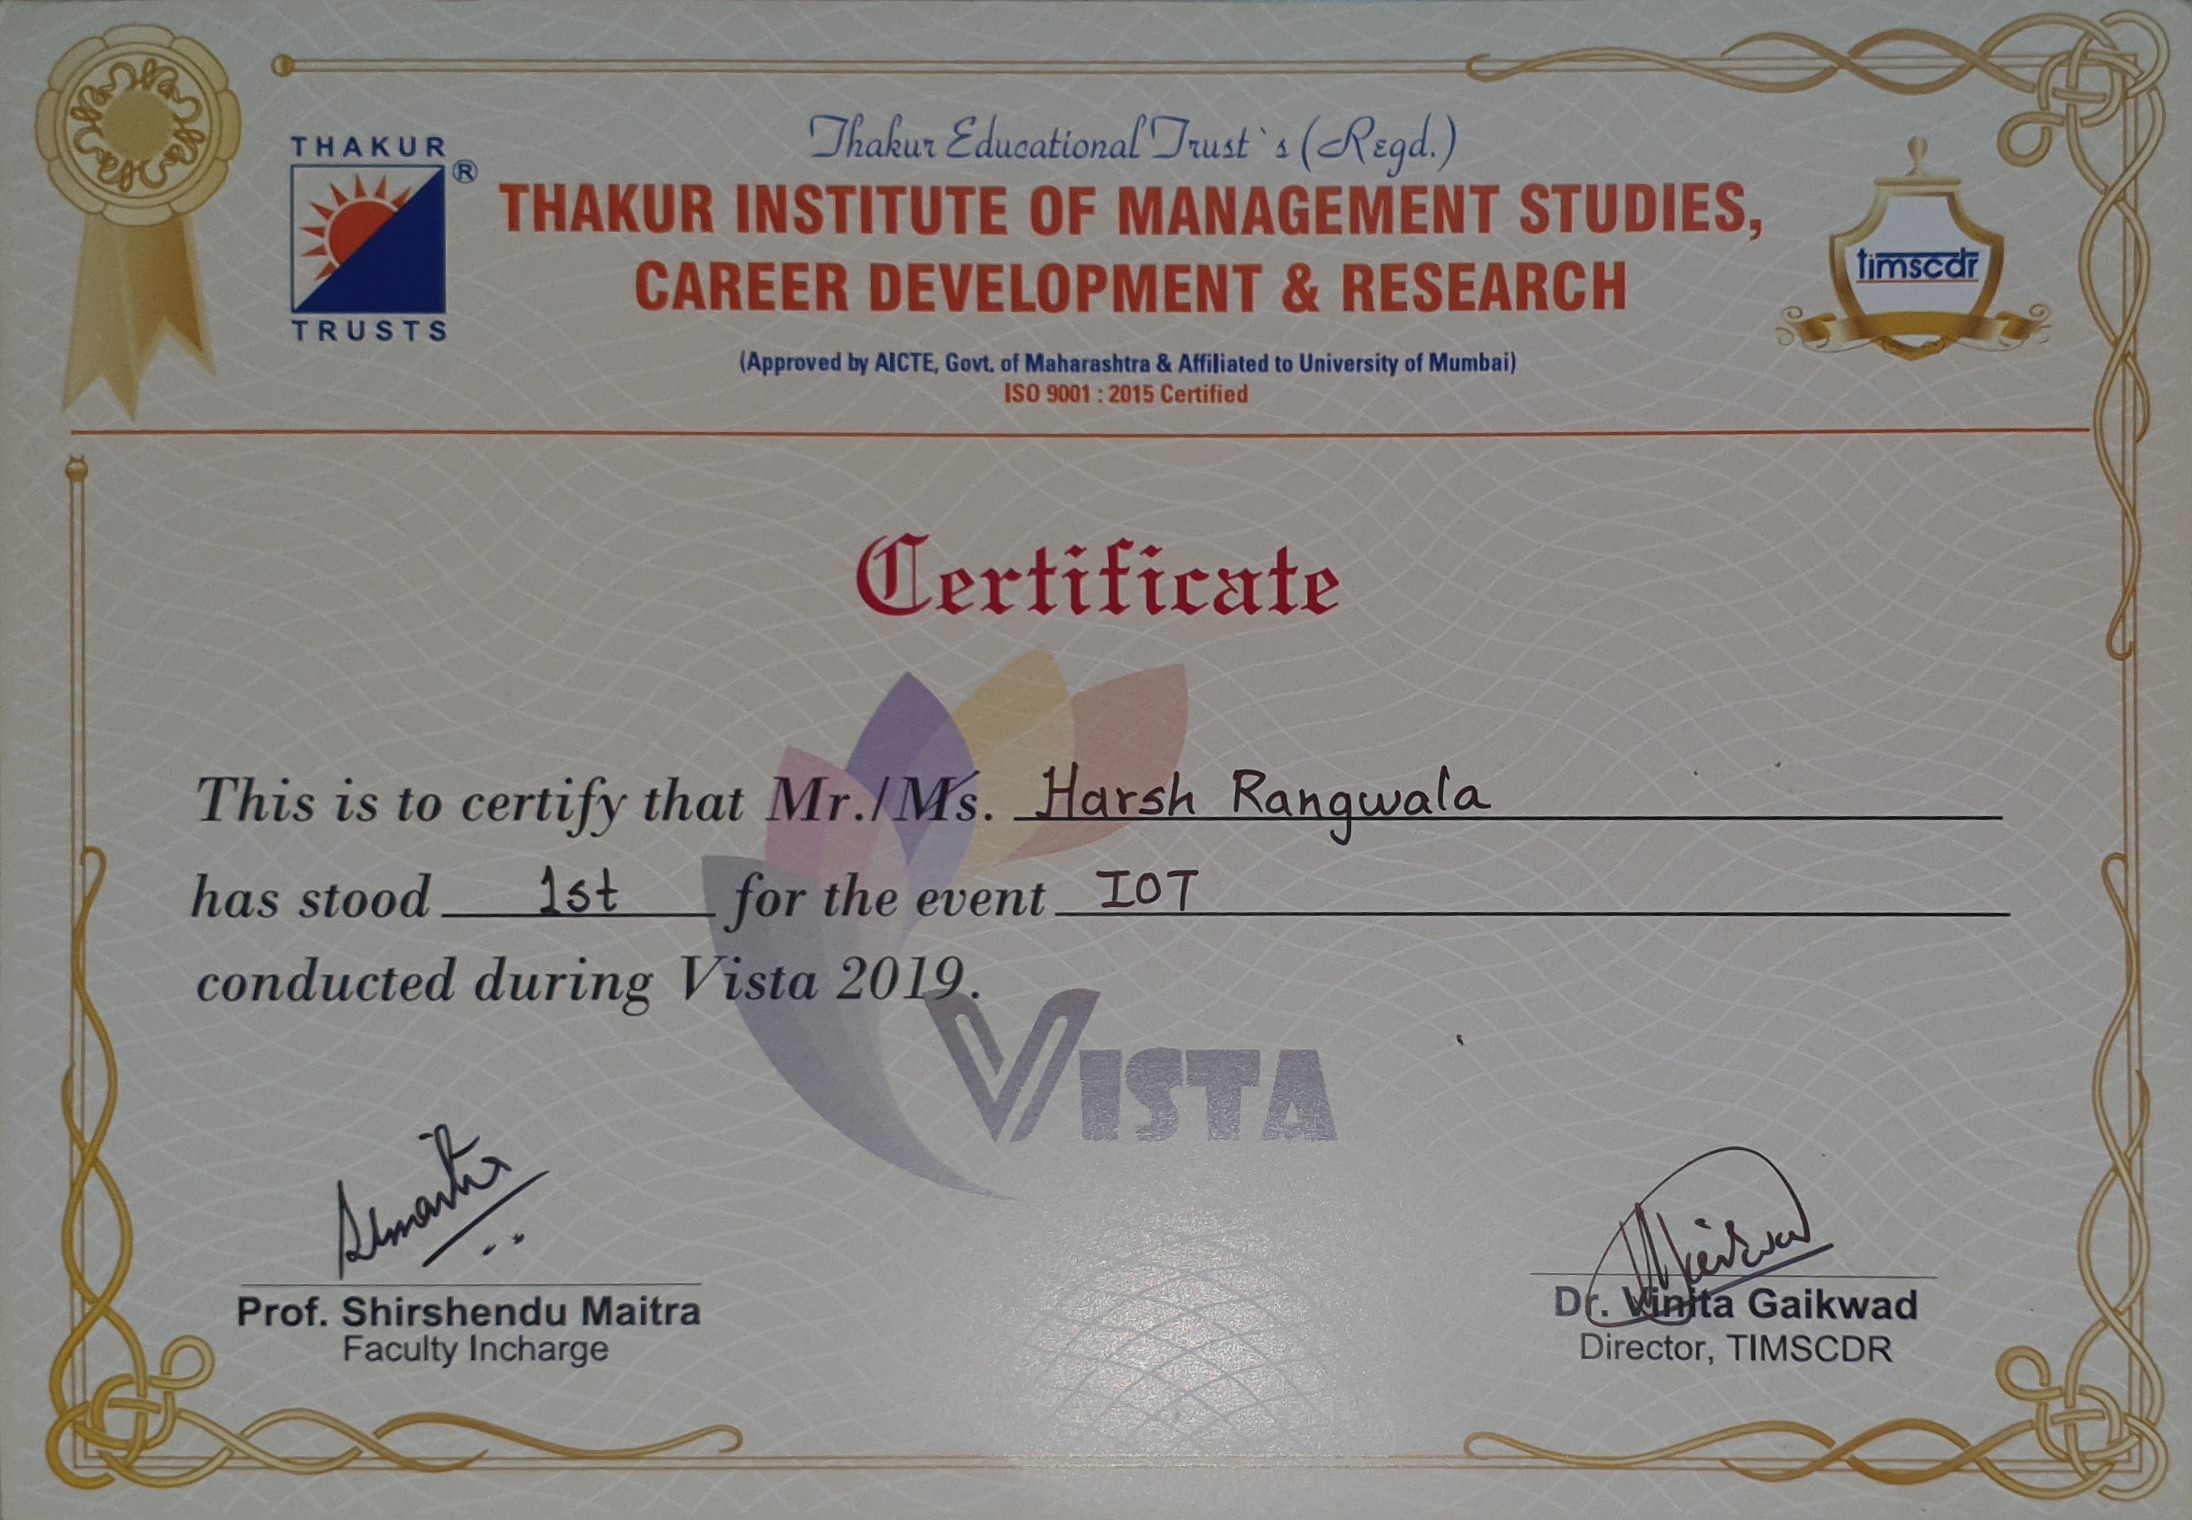 Thakur Educational Trust's (Regd.)
THAKUR
TRUSTS
®
THAKUR INSTITUTE OF MANAGEMENT STUDIES,
CAREER DEVELOPMENT & RESEARCH
(Approved by AICTE, Govt. of Maharashtra & Affiliated to University of Mumbai)
ISO 9001 : 2015 Certified
timscdr
Certificate
This is to certify that Mr./Ms. Harsh Rangwala
has stood 1st for the event IOT
conducted during Vista 2019.
VISTA
Prof. Shirshendu Maitra
Faculty Incharge
Dr. Vinita Gaikwad
Director, TIMSCDR